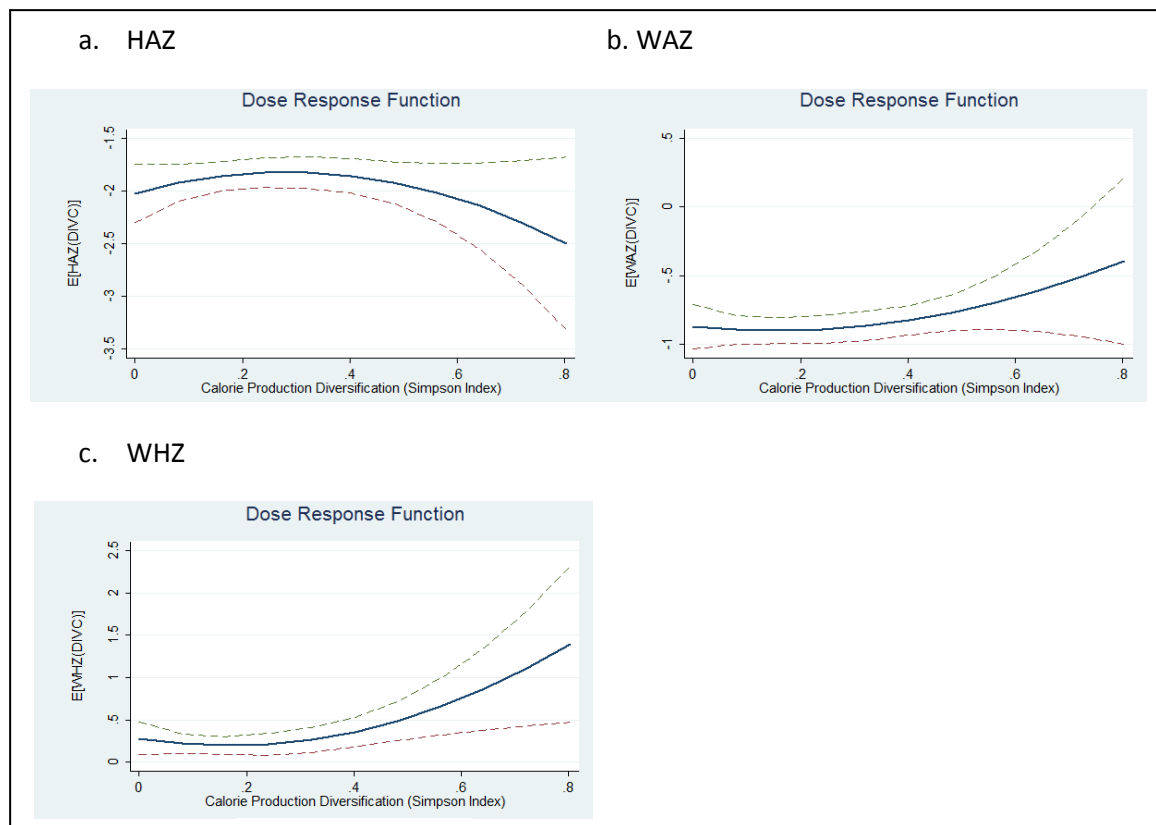 a. HAZ
Dose Response Function
E[HAZ(DIVC)]
-1.5
-2
-2.5
-3
-3.5
0 .2 .4 .6 .8
Calorie Production Diversification (Simpson Index)
b. WAZ
Dose Response Function
E[WAZ(DIVC)]
.5
0
-.5
-1
0 .2 .4 .6 .8
Calorie Production Diversification (Simpson Index)
c. WHZ
Dose Response Function
E[WHZ(DIVC)]
2.5
2
1.5
1
.5
0
0 .2 .4 .6 .8
Calorie Production Diversification (Simpson Index)